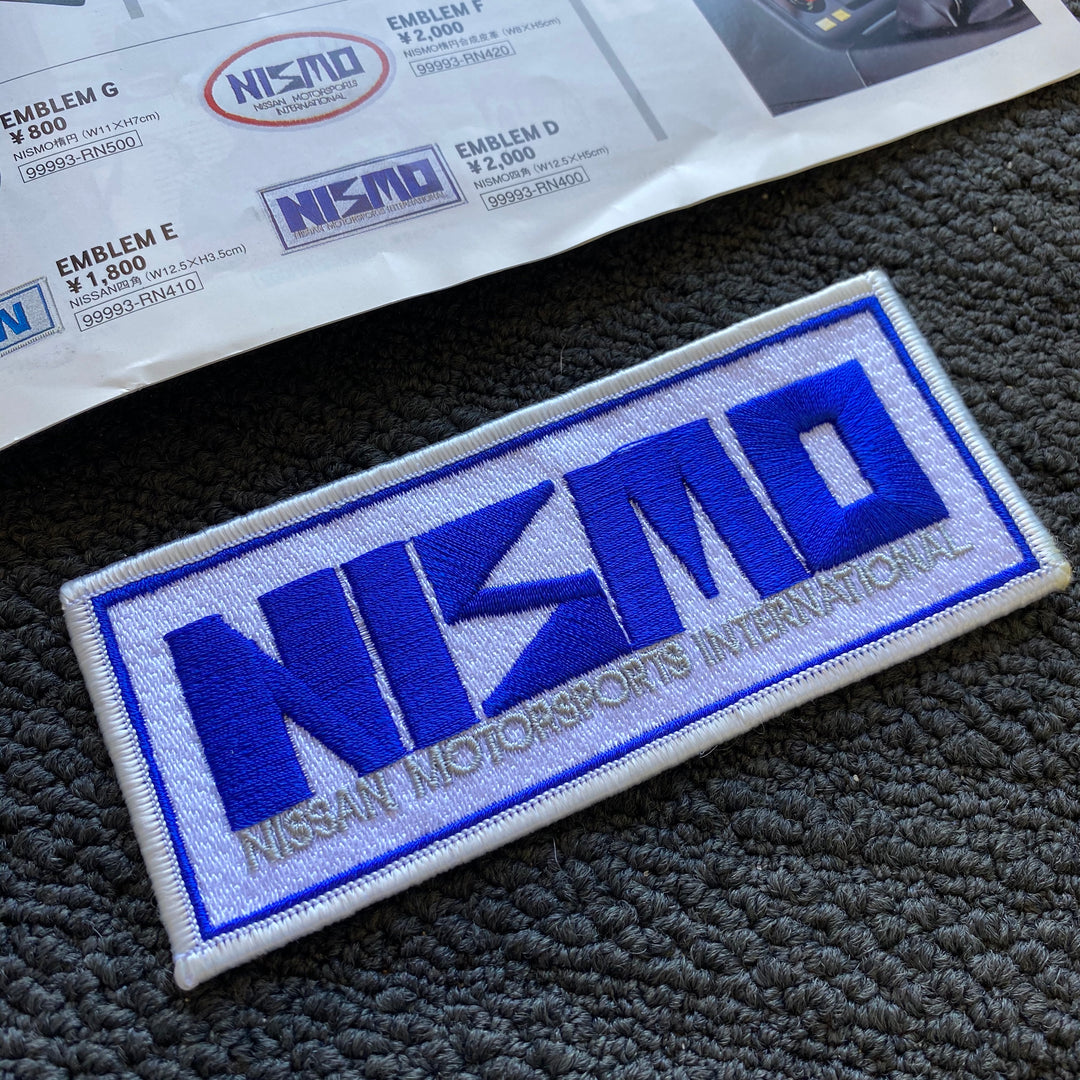 EMBLEM F
¥2,000
NISMO楕円合成皮革 (W8×H5cm)
99993-RN420
NISMO
NISSAN MOTORSPORTS
INTERNATIONAL
EMBLEM G
¥800
NISMO楕円 (W11×H7cm)
99993-RN500
EMBLEM D
¥2,000
NISMO四角 (W12.5×H5cm)
99993-RN400
NISMO
NISSAN MOTORSPORTS INTERNATIONAL
EMBLEM E
¥1,800
NISSAN四角 (W12.5×H3.5cm)
99993-RN410
N
NISMO
NISSAN MOTORSPORTS INTERNATIONAL